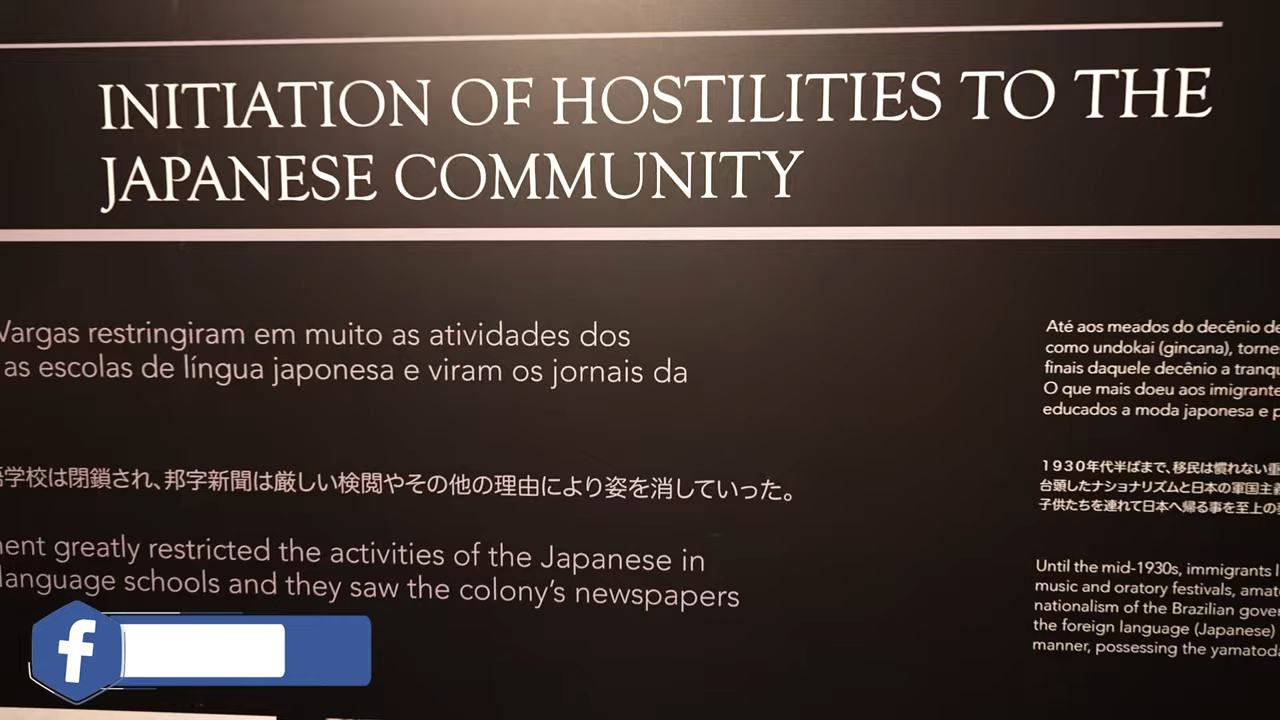 INITIATION OF HOSTILITIES TO THE
JAPANESE COMMUNITY
Vargas restringiram em muito as atividades dos
as escolas de língua japonesa e viram os jornais da
学校は閉鎖され、邦字新聞は厳しい検閲やその他の理由により姿を消していった。
greatly restricted the activities of the Japanese in
language schools and they saw the colony's newspapers
Até aos meados do decênio
como undokai (gincana),
finais daquele decênio a
O que mais doeu aos
educados a moda japonesa e
1930年代半ばまで、移民は慣れない
台頭したナショナリズムと日本の軍国主
子供たちを連れて日本へ帰る事を至上の
Until the mid-1930s, immigrants
music and oratory festivals,
nationalism of the Brazilian
the foreign language (Japanese)
manner, possessing the
f